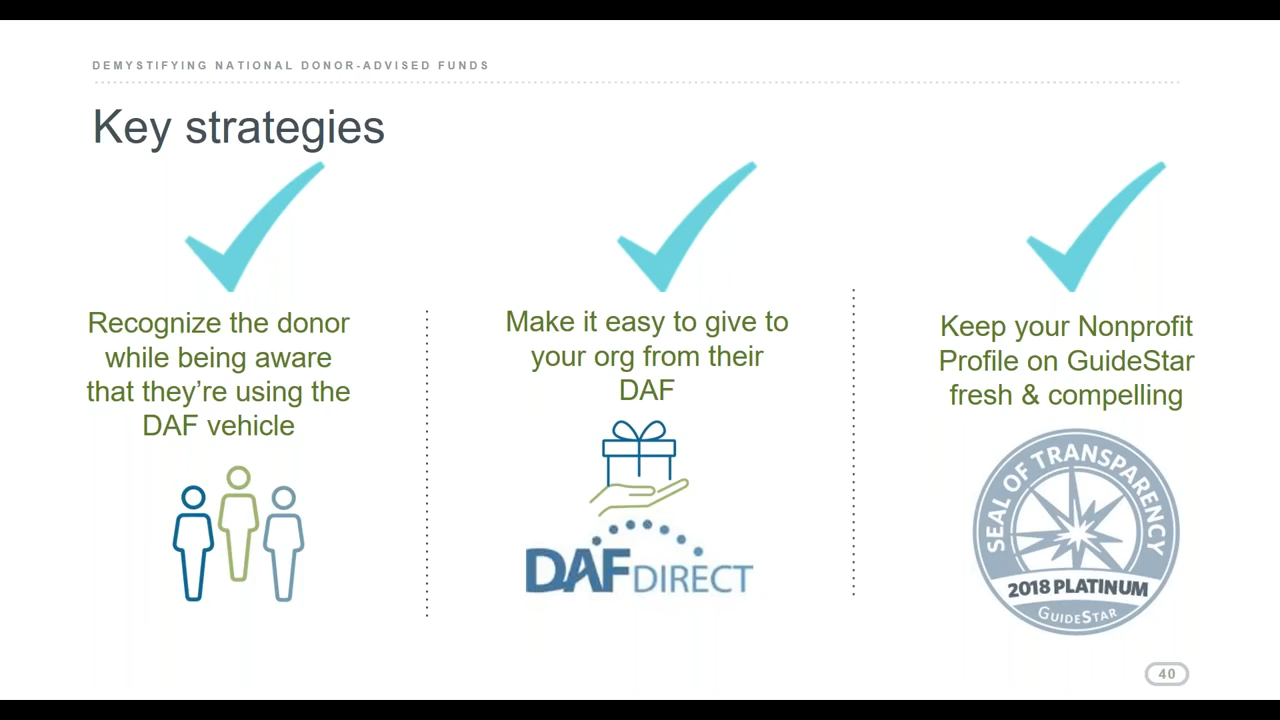 DEMYSTIFYING NATIONAL DONOR-ADVISED FUNDS
Key strategies
Recognize the donor
while being aware
that they're using the
DAF vehicle
Make it easy to give to
your org from their
DAF
DAFDIRECT
Keep your Nonprofit
Profile on GuideStar
fresh & compelling
SEAL OF TRANSPARENCY
2018 PLATINUM
GUIDESTAR
40